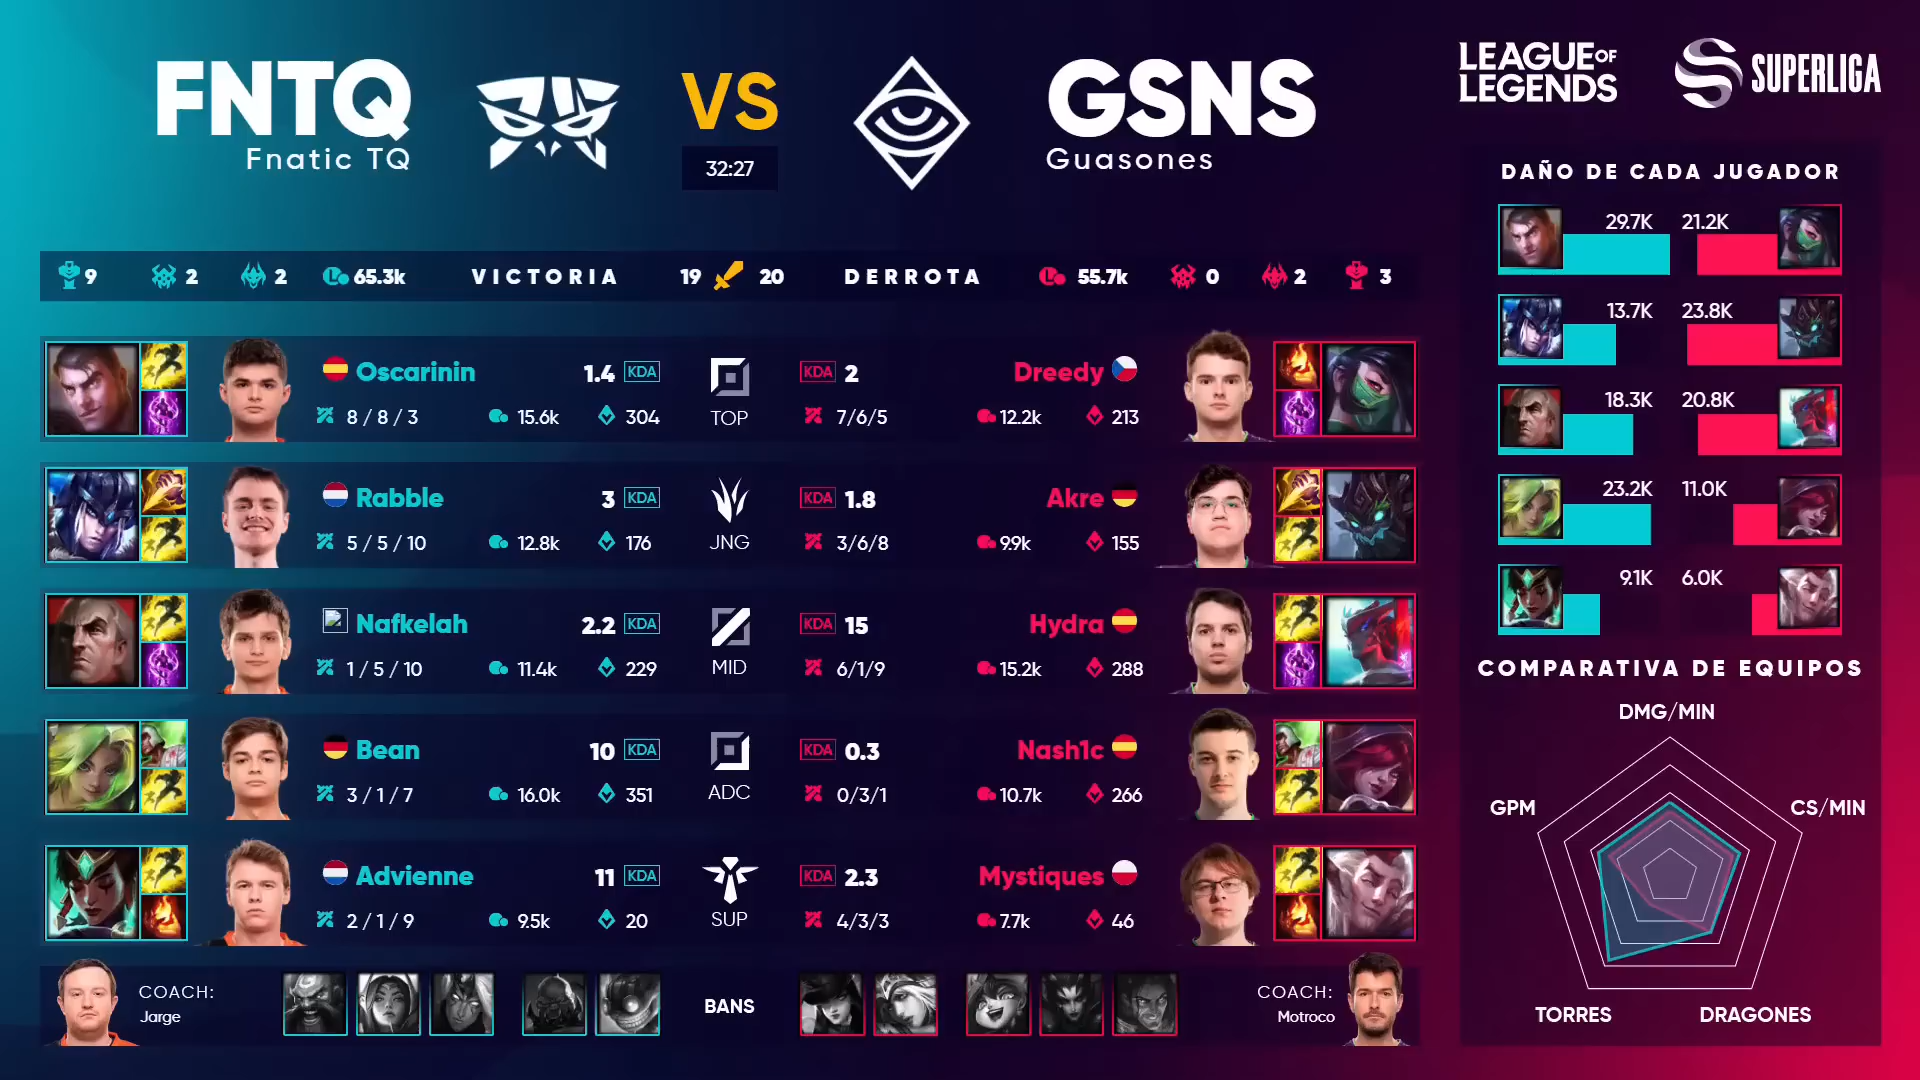 FNTQ
Fnatic TQ
VS
32:27
GSNS
Guasones
LEAGUE OF
LEGENDS
SUPERLIGA
9 2 2 65.3k VICTORIA 19 20 DERROTA 55.7k 0 2 3
Oscarinin 1.4 KDA
8 / 8 / 3 15.6k 304
TOP
KDA 2 Dreedy
7/6/5 12.2k 213
Rabble 3 KDA
5 / 5 / 10 12.8k 176
JNG
KDA 1.8 Akre
3/6/8 9.9k 155
Nafkelah 2.2 KDA
1 / 5 / 10 11.4k 229
MID
KDA 15 Hydra
6/1/9 15.2k 288
Bean 10 KDA
3 / 1 / 7 16.0k 351
ADC
KDA 0.3 Nash1c
0/3/1 10.7k 266
Advienne 11 KDA
2 / 1 / 9 9.5k 20
SUP
KDA 2.3 Mystiques
4/3/3 7.7k 46
COACH:
Jarge
BANS
COACH:
Motroco
DAÑO DE CADA JUGADOR
29.7K 21.2K
13.7K 23.8K
18.3K 20.8K
23.2K 11.0K
9.1K 6.0K
COMPARATIVA DE EQUIPOS
DMG/MIN
GPM CS/MIN
TORRES DRAGONES